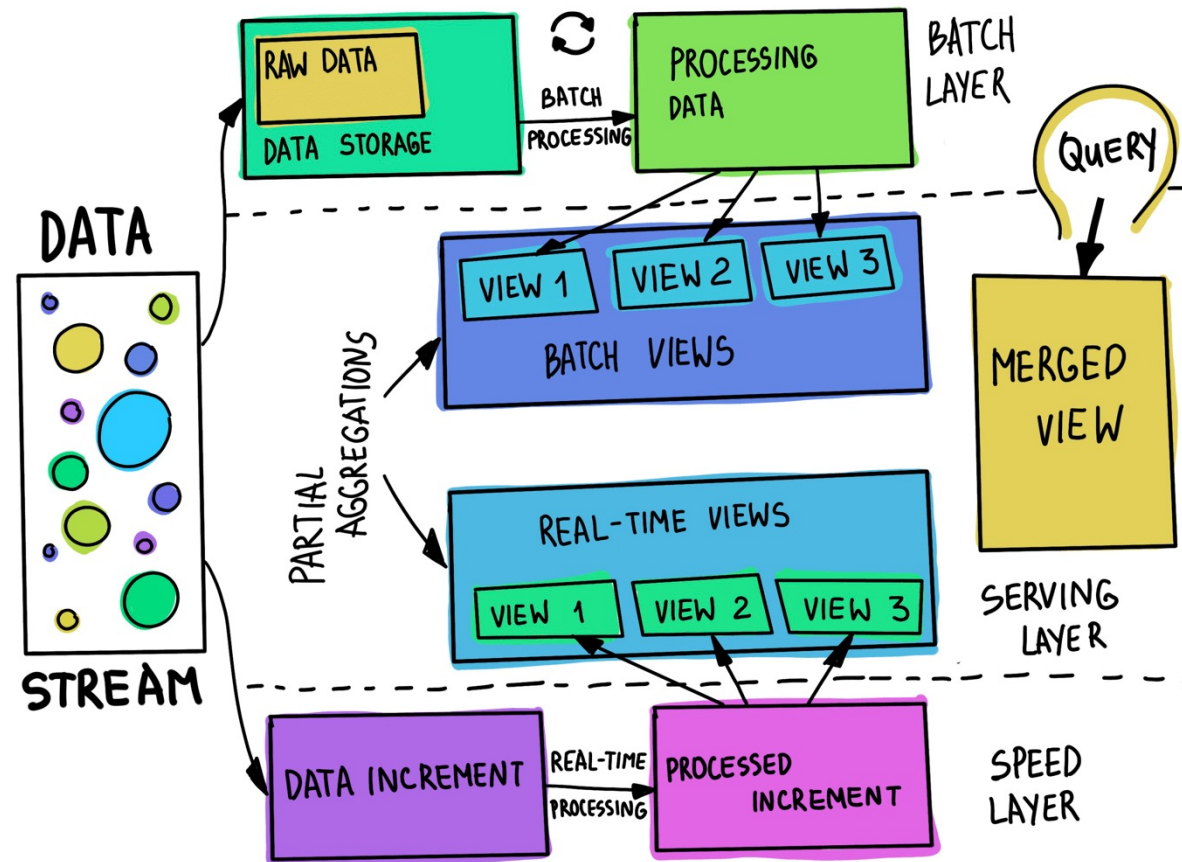 RAW DATA
DATA STORAGE
BATCH
PROCESSING
PROCESSING
DATA
BATCH
LAYER
QUERY
DATA
STREAM
PARTIAL
AGGREGATIONS
VIEW 1
VIEW 2
VIEW 3
BATCH VIEWS
MERGED
VIEW
REAL-TIME VIEWS
VIEW 1
VIEW 2
VIEW 3
SERVING
LAYER
DATA INCREMENT
REAL-TIME
PROCESSING
PROCESSED
INCREMENT
SPEED
LAYER